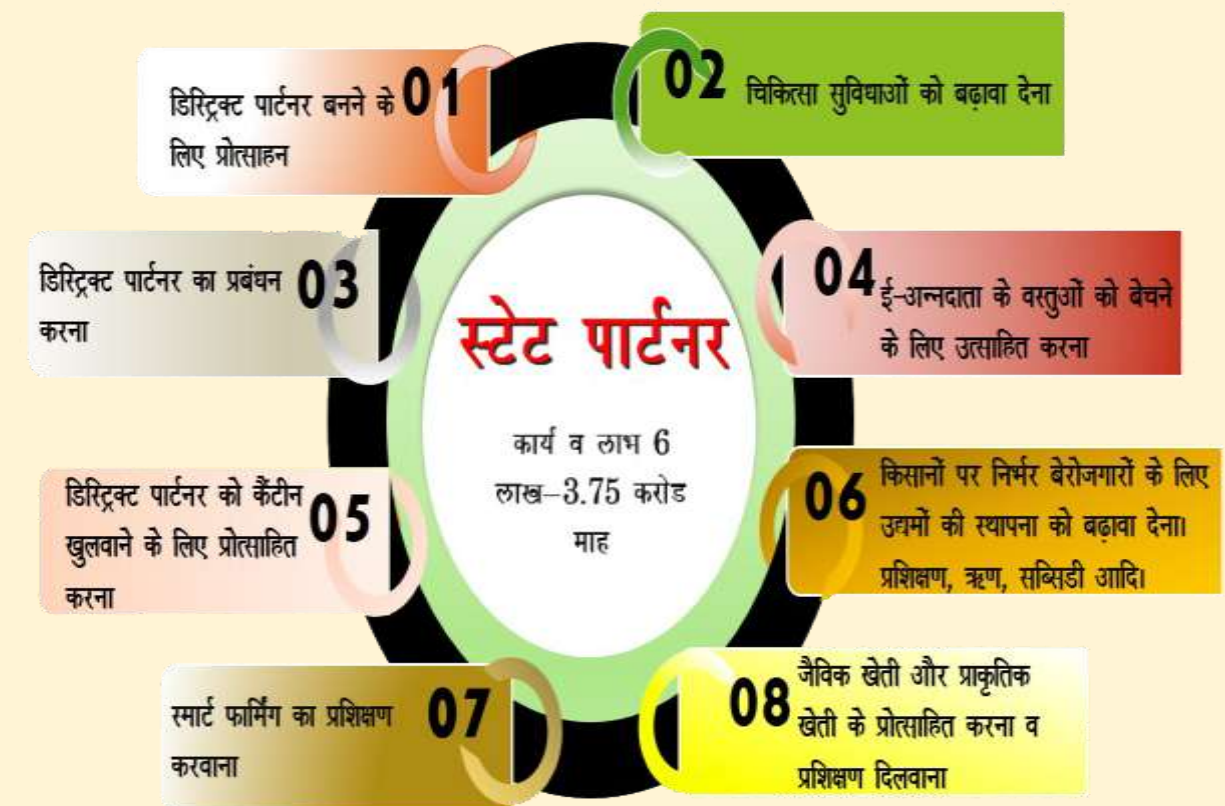 01
डिस्ट्रिक्ट पार्टनर बनने के
लिए प्रोत्साहन
02
चिकित्सा सुविधाओं को बढ़ावा देना
03
डिस्ट्रिक्ट पार्टनर का प्रबंधन
करना
04
ई-अन्नदाता के वस्तुओं को बेचने
के लिए उत्साहित करना
स्टेट पार्टनर
कार्य व लाभ 6
लाख-3.75 करोड
माह
05
डिस्ट्रिक्ट पार्टनर को कैंटीन
खुलवाने के लिए प्रोत्साहित
करना
06
किसानों पर निर्भर बेरोजगारों के लिए
उद्यमों की स्थापना को बढ़ावा देना।
प्रशिक्षण, ऋण, सब्सिडी आदि।
07
स्मार्ट फार्मिंग का प्रशिक्षण
करवाना
08
जैविक खेती और प्राकृतिक
खेती के प्रोत्साहित करना व
प्रशिक्षण दिलवाना